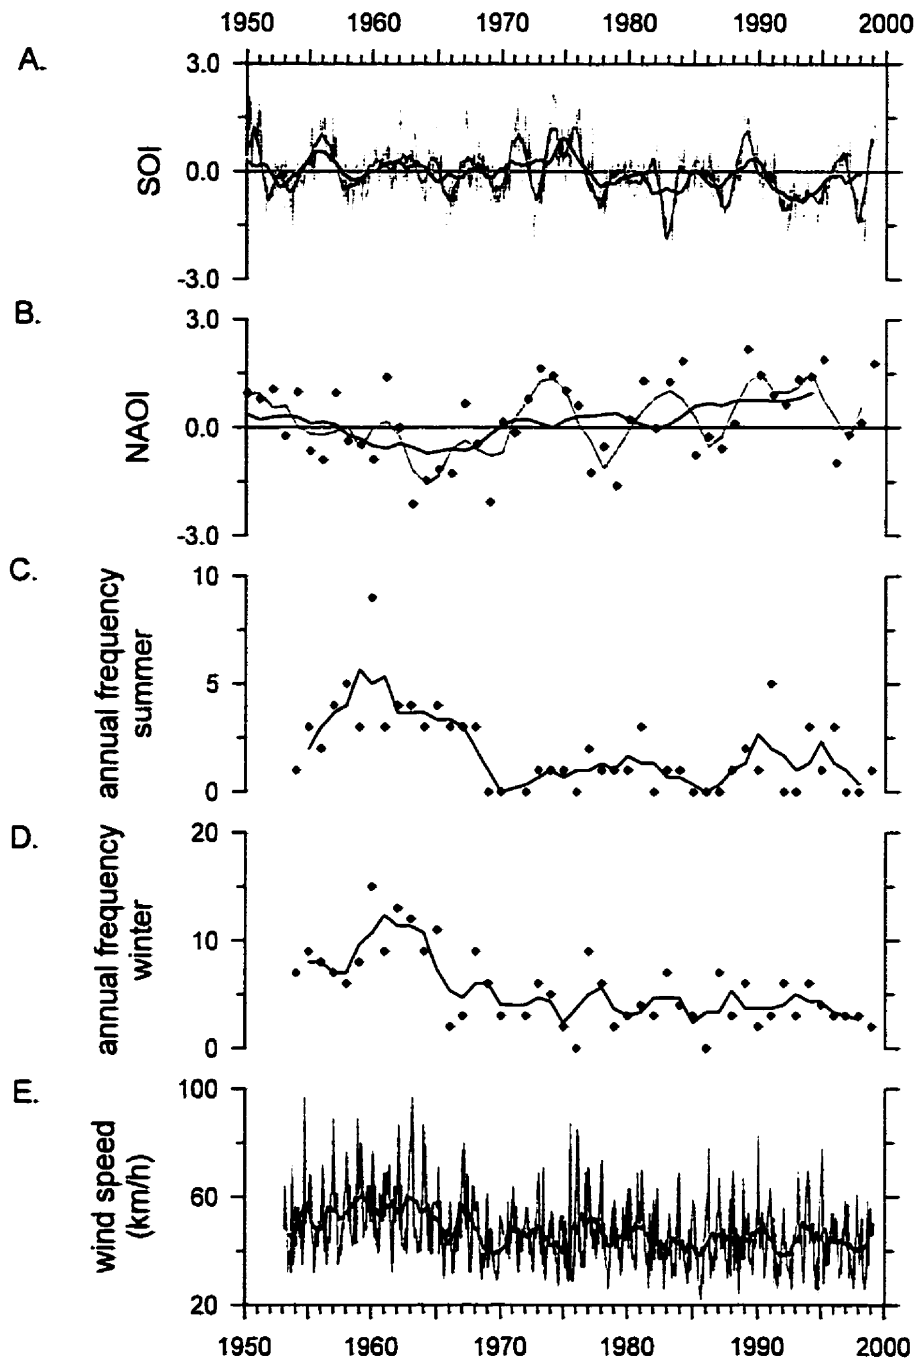 1950 1960 1970 1980 1990 2000
A.
3.0
SOI
0.0
-3.0
B.
3.0
NAOI
0.0
-3.0
C.
10
annual frequency
summer
5
0
D.
20
annual frequency
winter
10
0
E.
100
wind speed
(km/h)
60
20
1950 1960 1970 1980 1990 2000